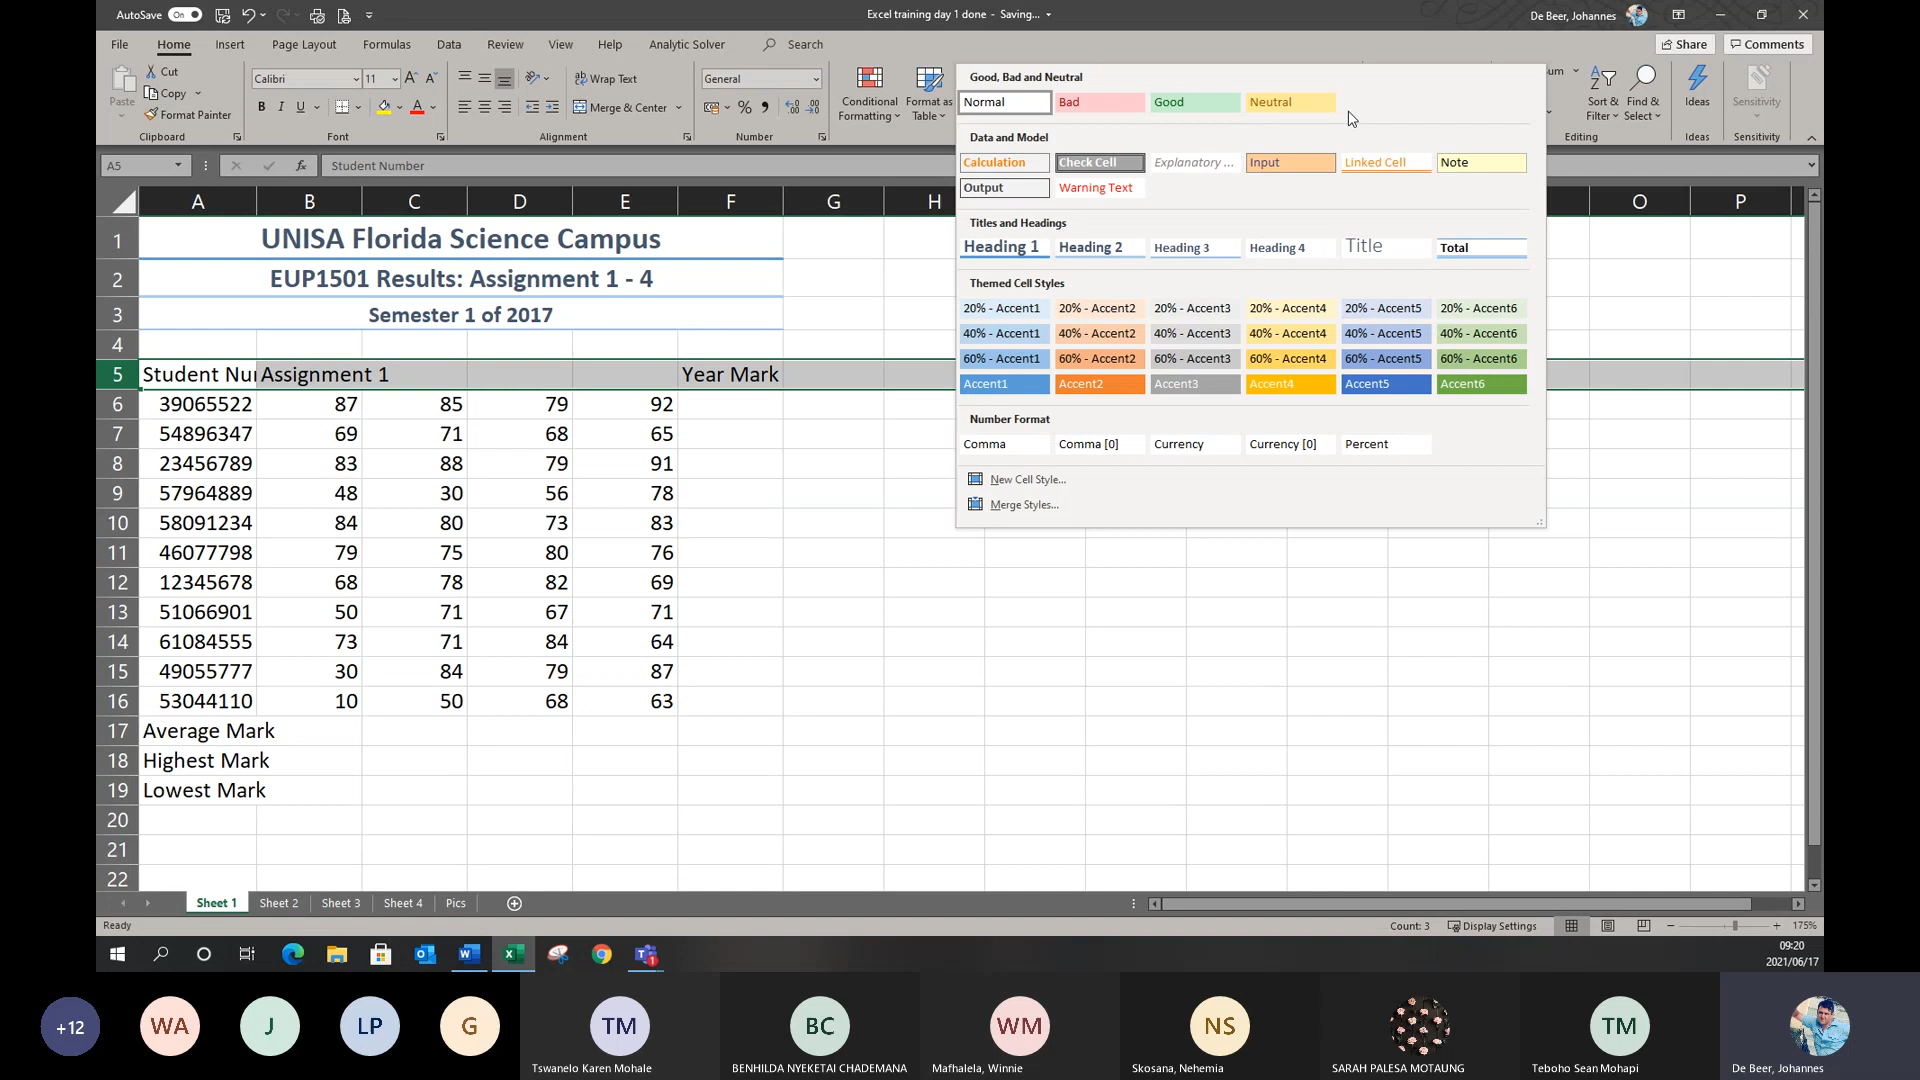 AutoSave On
Excel training day 1 done - Saving...
De Beer, Johannes
File Home Insert Page Layout Formulas Data Review View Help Analytic Solver Search
Share Comments
Paste
Cut
Copy
Format Painter
Clipboard
Calibri 11
B I U
Font
Wrap Text
Merge & Center
Alignment
General
Number
Conditional Formatting
Format as Table
Sort & Filter
Find & Select
Editing
Ideas
Ideas
Sensitivity
Sensitivity
Good, Bad and Neutral
Normal Bad Good Neutral
Data and Model
Calculation Check Cell Explanatory ... Input Linked Cell Note
Output Warning Text
Titles and Headings
Heading 1 Heading 2 Heading 3 Heading 4 Title Total
Themed Cell Styles
20% - Accent1 20% - Accent2 20% - Accent3 20% - Accent4 20% - Accent5 20% - Accent6
40% - Accent1 40% - Accent2 40% - Accent3 40% - Accent4 40% - Accent5 40% - Accent6
60% - Accent1 60% - Accent2 60% - Accent3 60% - Accent4 60% - Accent5 60% - Accent6
Accent1 Accent2 Accent3 Accent4 Accent5 Accent6
Number Format
Comma Comma [0] Currency Currency [0] Percent
New Cell Style...
Merge Styles...
A5 fx Student Number
A B C D E F G H O P
1 UNISA Florida Science Campus
2 EUP1501 Results: Assignment 1 - 4
3 Semester 1 of 2017
4
5 Student Nu Assignment 1 Year Mark
6 39065522 87 85 79 92
7 54896347 69 71 68 65
8 23456789 83 88 79 91
9 57964889 48 30 56 78
10 58091234 84 80 73 83
11 46077798 79 75 80 76
12 12345678 68 78 82 69
13 51066901 50 71 67 71
14 61084555 73 71 84 64
15 49055777 30 84 79 87
16 53044110 10 50 68 63
17 Average Mark
18 Highest Mark
19 Lowest Mark
20
21
22
Sheet 1 Sheet 2 Sheet 3 Sheet 4 Pics
Ready
Count: 3 Display Settings 175%
09:20
2021/06/17
+12 WA J LP G TM BC WM NS TM
Tswanelo Karen Mohale
BENHILDA NYEKETAI CHADEMANA
Mafhalela, Winnie
Skosana, Nehemia
SARAH PALESA MOTAUNG
Teboho Sean Mohapi
De Beer, Johannes